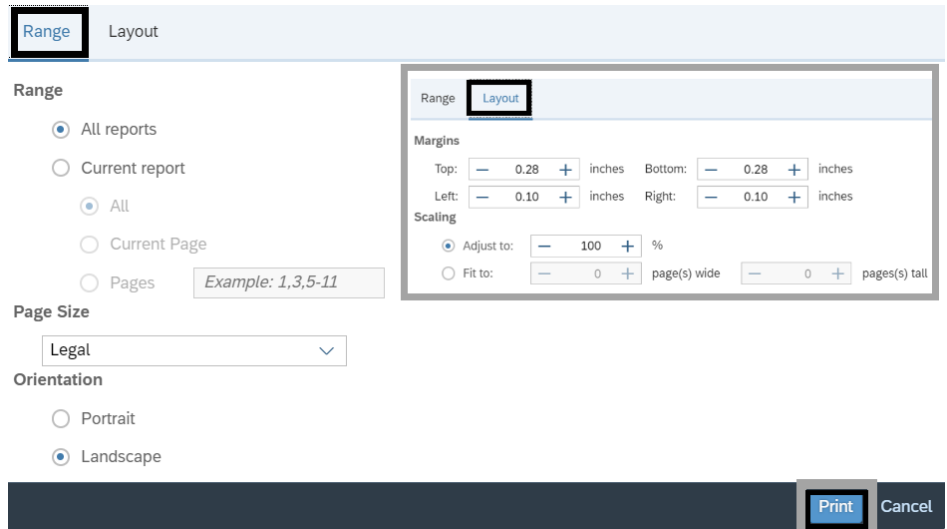 Range Layout
Range
All reports
Current report
All
Current Page
Pages Example: 1,3,5-11
Page Size
Legal
Orientation
Portrait
Landscape
Range Layout
Margins
Top: — 0.28 + inches Bottom: — 0.28 + inches
Left: — 0.10 + inches Right: — 0.10 + inches
Scaling
Adjust to: — 100 + %
Fit to: — 0 + page(s) wide — 0 + pages(s) tall
Print Cancel